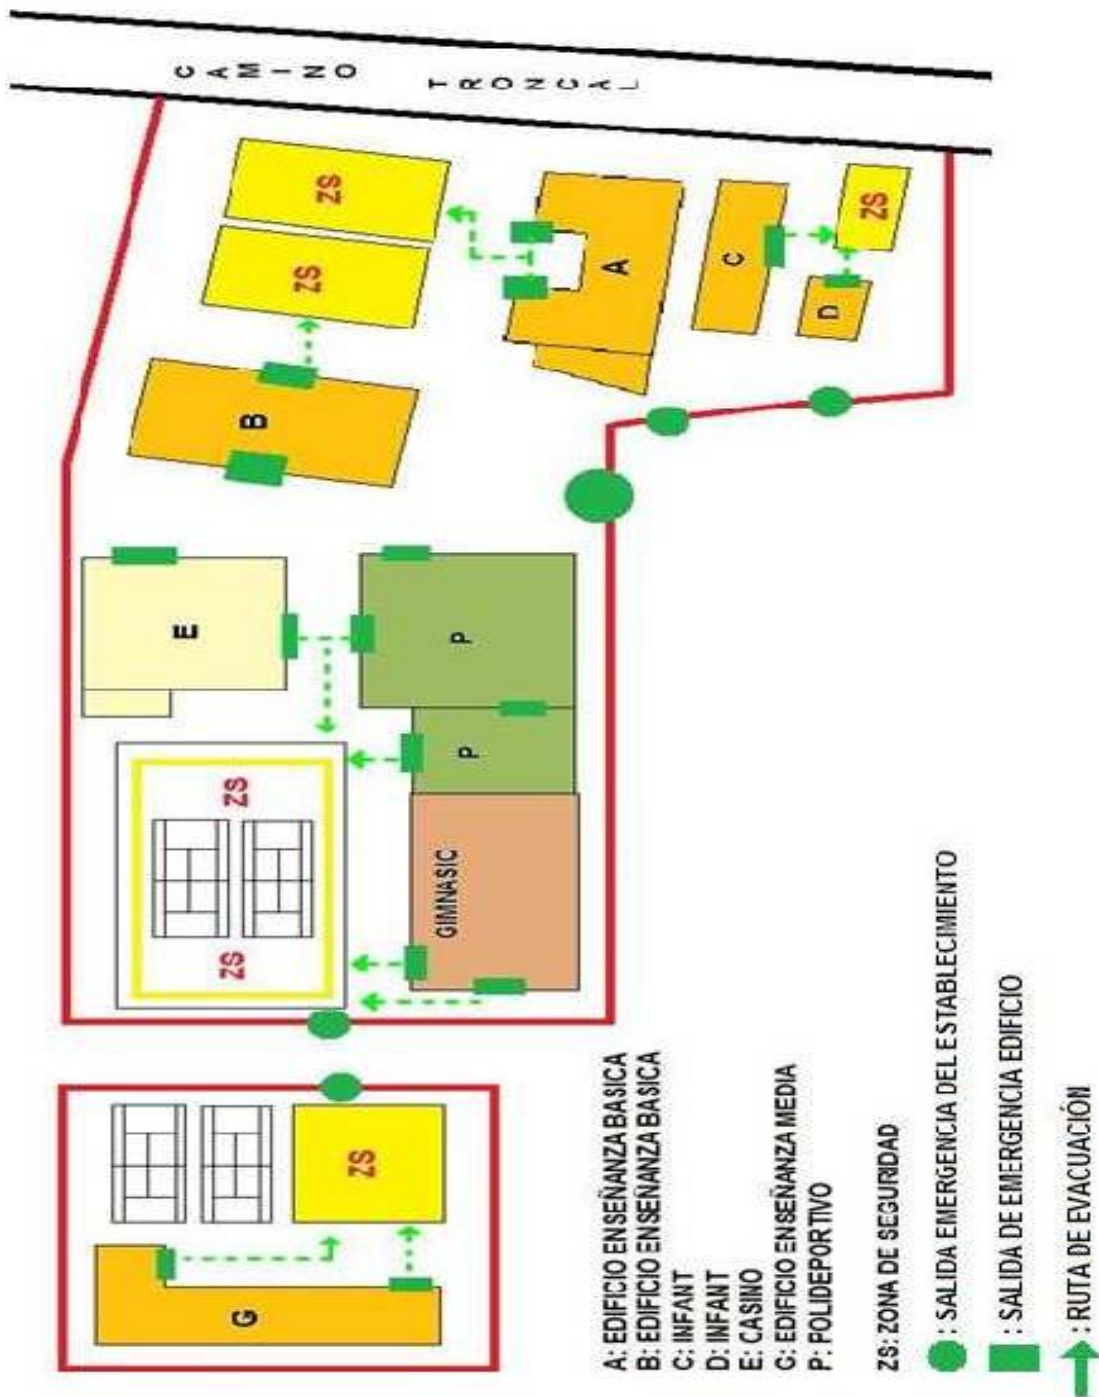 CAMINO TRONCAL
ZS
ZS
A
C
ZS
D
B
E
P
P
ZS
ZS
GIMNASIC
ZS
G
A: EDIFICIO ENSEÑANZA BASICA
B: EDIFICIO ENSEÑANZA BASICA
C: INFANT
D: INFANT
E: CASINO
G: EDIFICIO ENSEÑANZA MEDIA
P: POLIDEPORTIVO
ZS: ZONA DE SEGURIDAD
: SALIDA EMERGENCIA DEL ESTABLECIMIENTO
: SALIDA DE EMERGENCIA EDIFICIO
: RUTA DE EVACUACIÓN